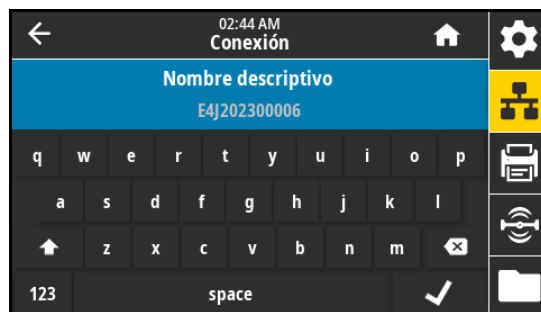 02:44 AM
Conexión
Nombre descriptivo
E4J202300006
q w e r t y u i o p
a s d f g h j k l
z x c v b n m
123 space